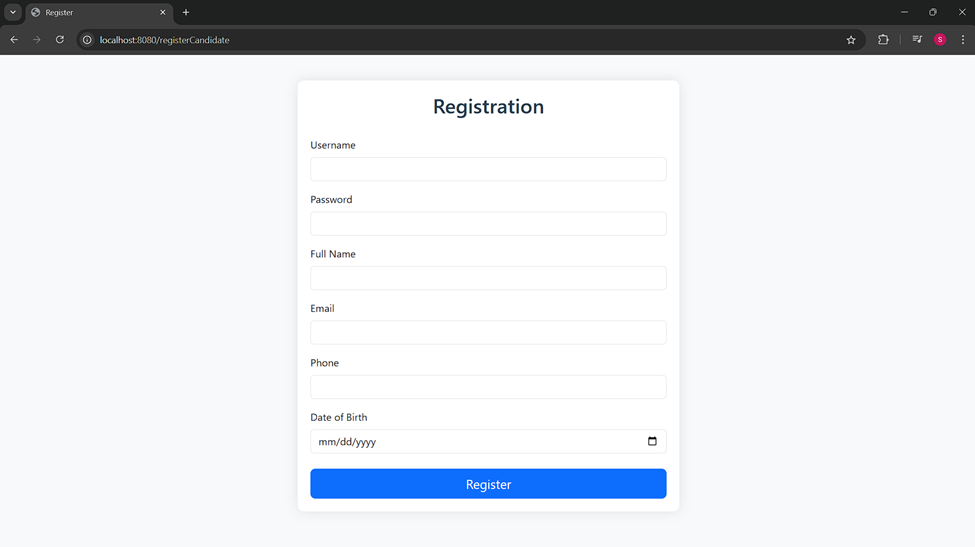 Register
localhost:8080/registerCandidate
S
Registration
Username
Password
Full Name
Email
Phone
Date of Birth
mm/dd/yyyy
Register